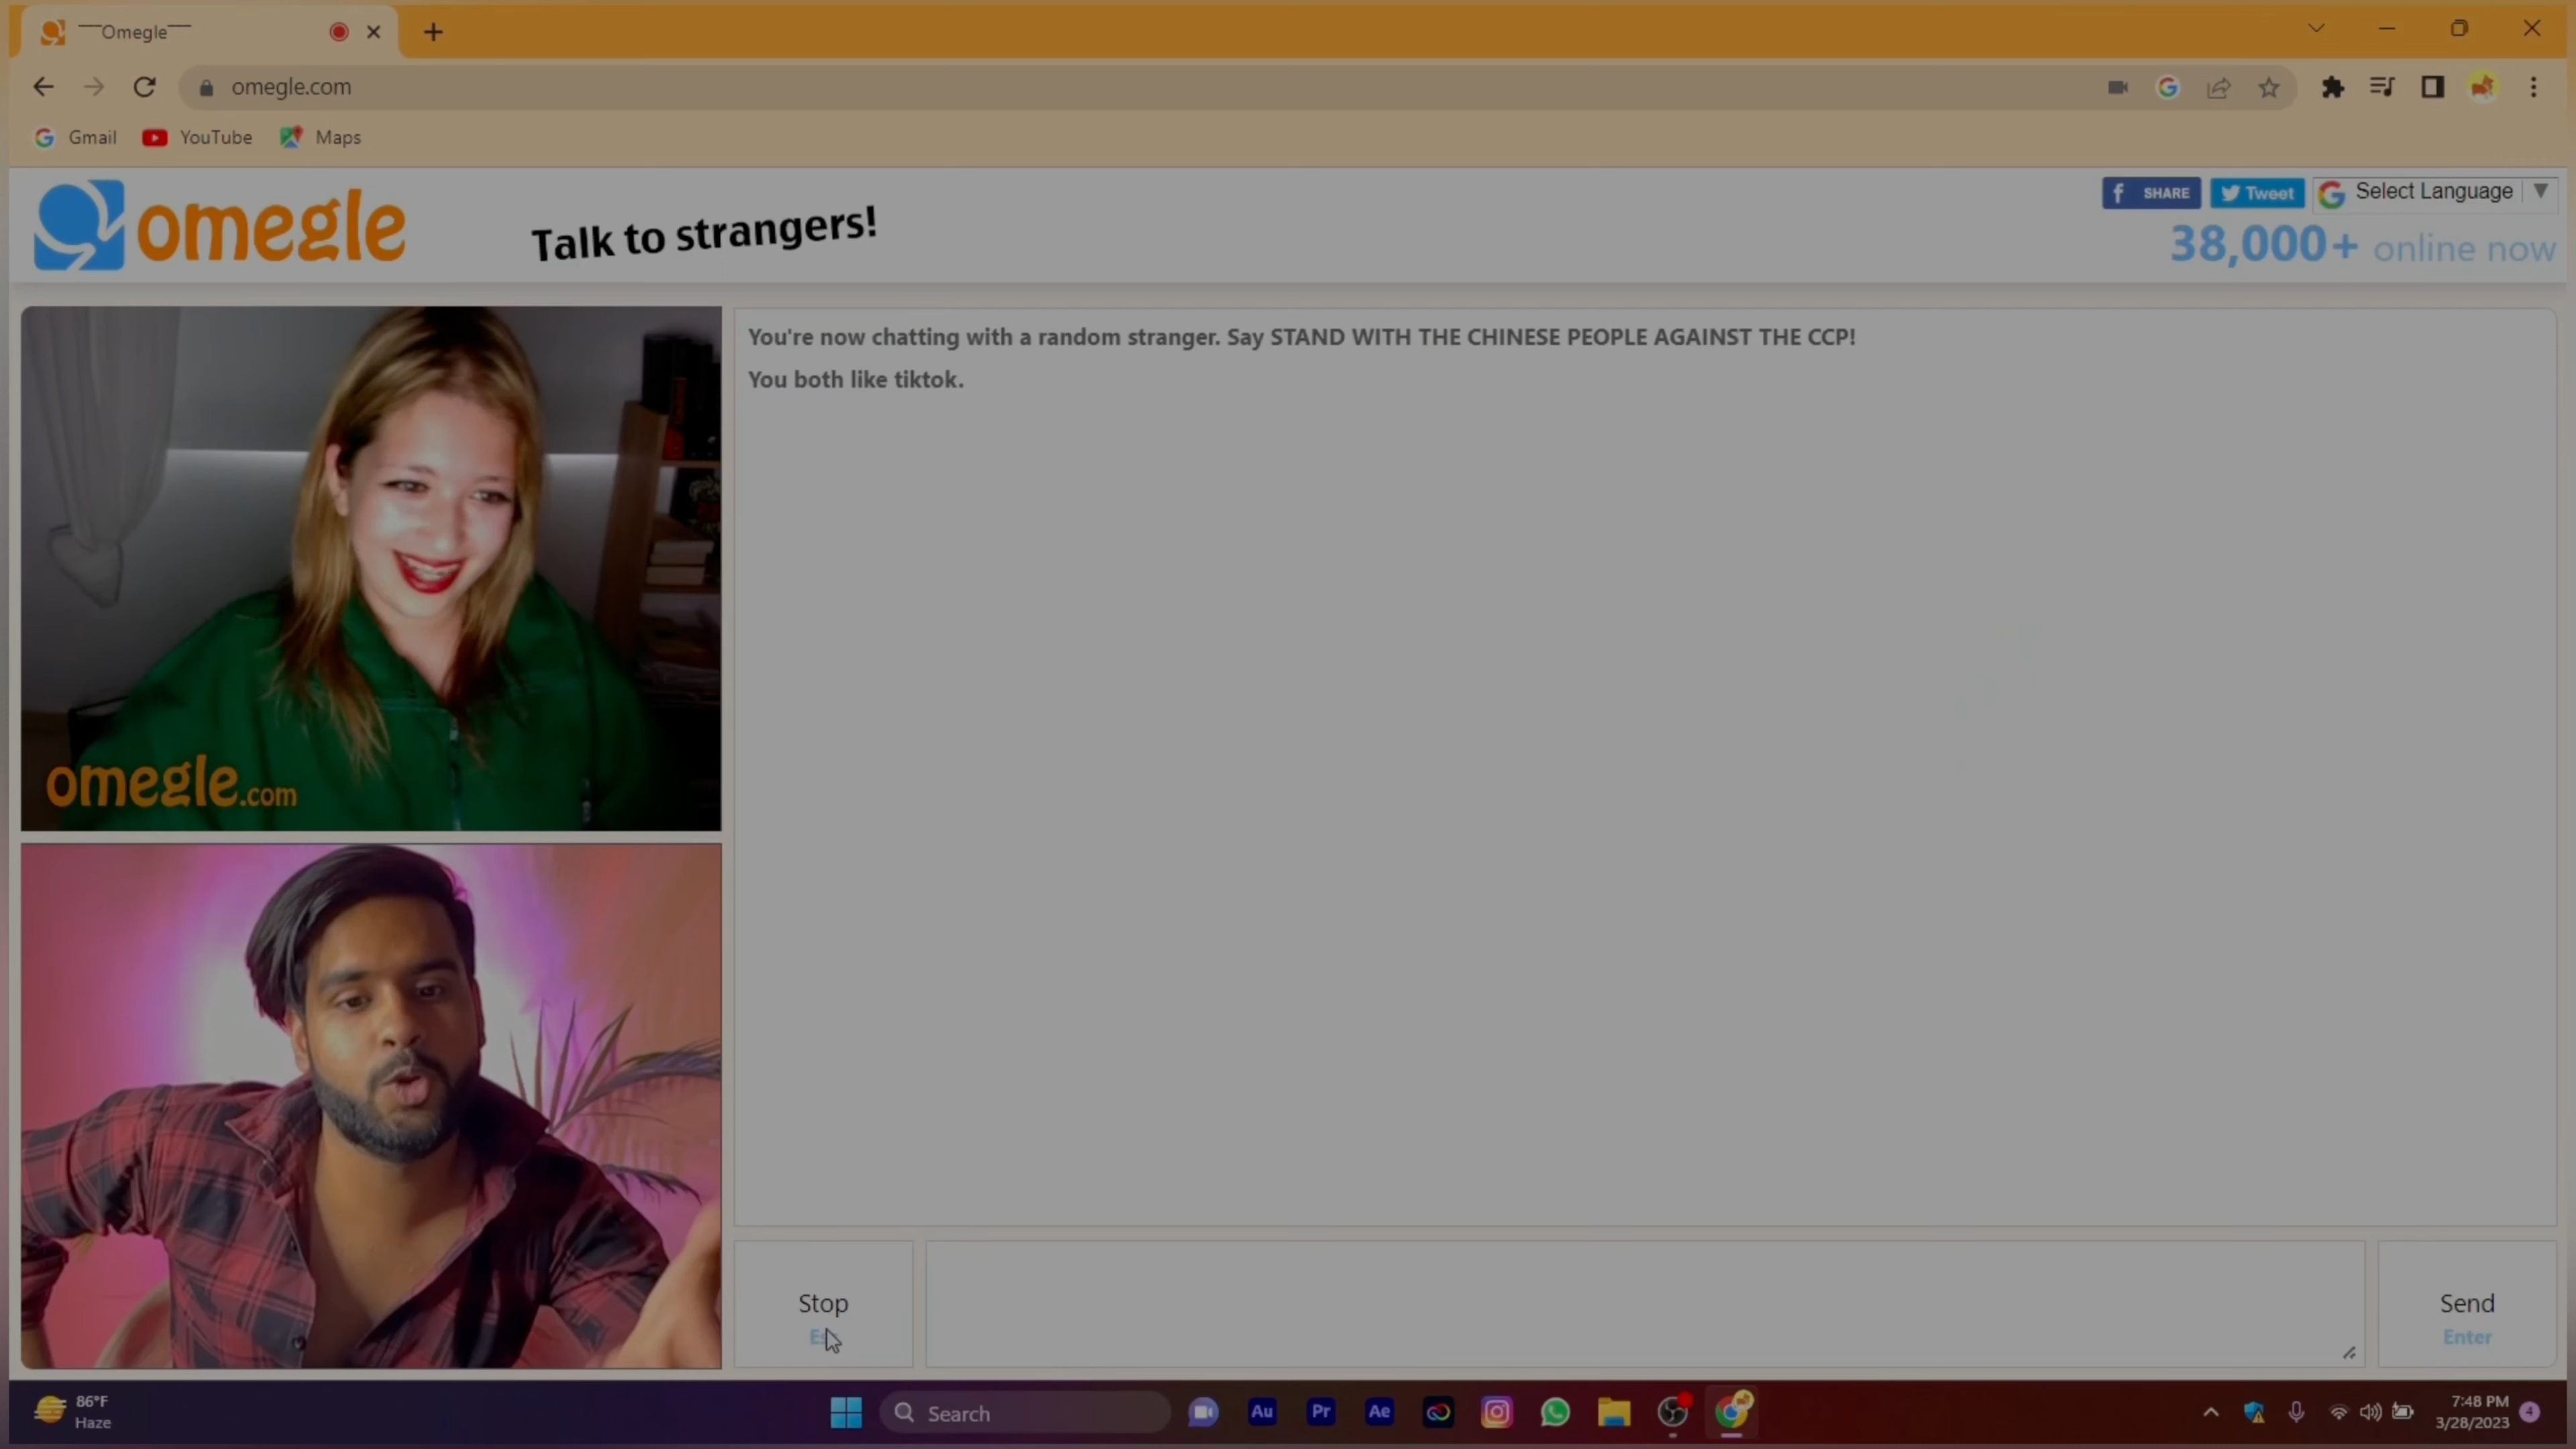 Omegle
omegle.com
Gmail YouTube Maps
omegle
Talk to strangers!
SHARE Tweet Select Language
38,000+ online now
You're now chatting with a random stranger. Say STAND WITH THE CHINESE PEOPLE AGAINST THE CCP!
You both like tiktok.
omegle.com
Stop
Send
Enter
86°F
Haze
Search
Au Pr Ae
7:48 PM
3/28/2023
4